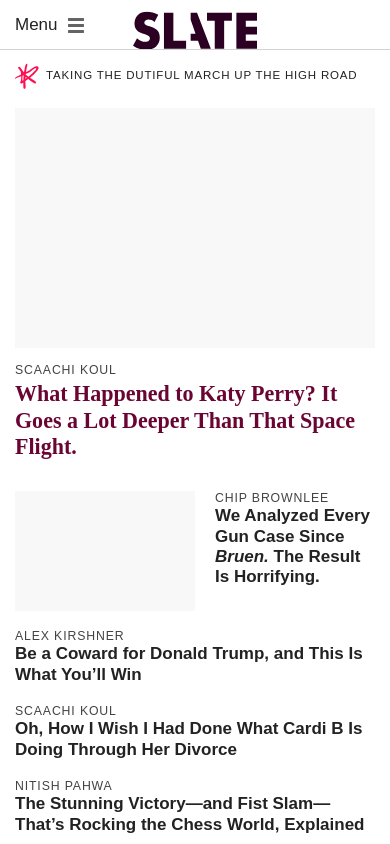 Menu
SLATE
TAKING THE DUTIFUL MARCH UP THE HIGH ROAD
SCAACHI KOUL
What Happened to Katy Perry? It
Goes a Lot Deeper Than That Space
Flight.
CHIP BROWNLEE
We Analyzed Every
Gun Case Since
Bruen. The Result
Is Horrifying.
ALEX KIRSHNER
Be a Coward for Donald Trump, and This Is
What You’ll Win
SCAACHI KOUL
Oh, How I Wish I Had Done What Cardi B Is
Doing Through Her Divorce
NITISH PAHWA
The Stunning Victory—and Fist Slam—
That’s Rocking the Chess World, Explained